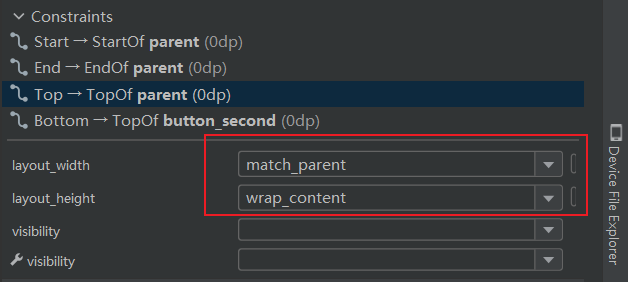 Constraints
Start → StartOf parent (0dp)
End → EndOf parent (0dp)
Top → TopOf parent (0dp)
Bottom → TopOf button_second (0dp)
layout_width match_parent
layout_height wrap_content
visibility
visibility
Device File Explorer